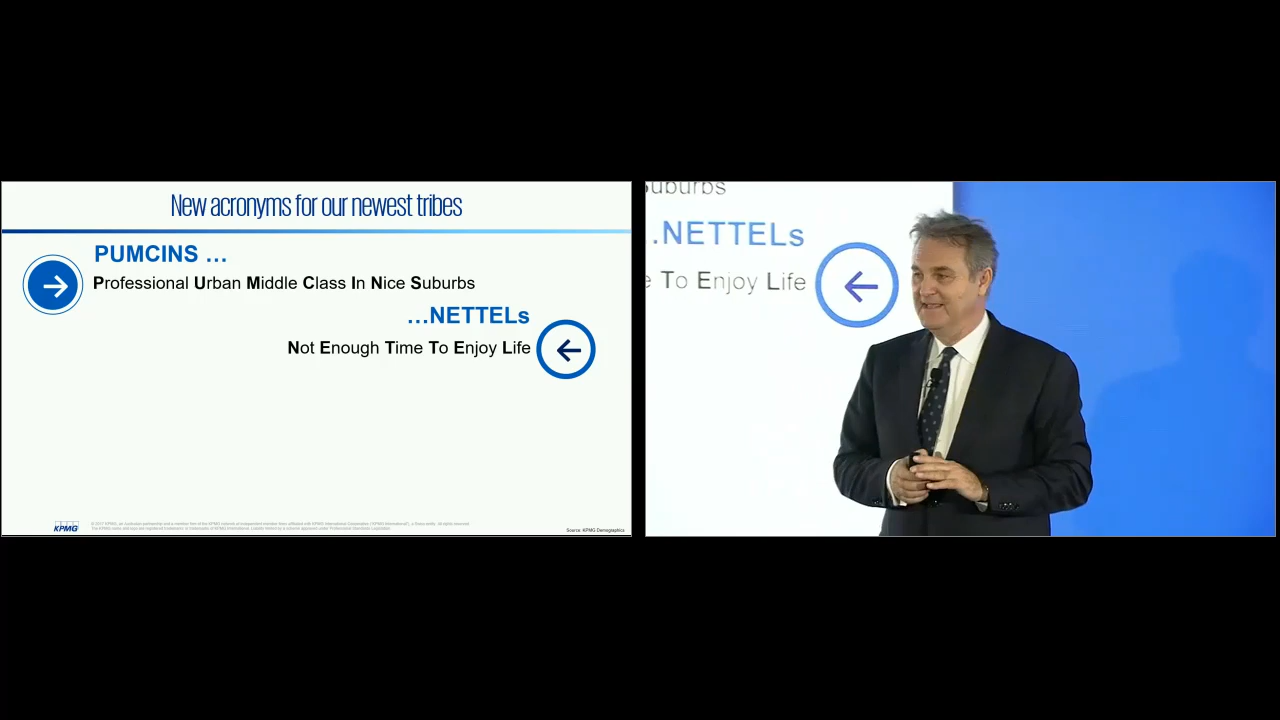 New acronyms for our newest tribes
PUMCINS …
Professional Urban Middle Class In Nice Suburbs
…NETTELs
Not Enough Time To Enjoy Life
KPMG
Source: KPMG Demographics
Suburbs
.NETTELs
e To Enjoy Life